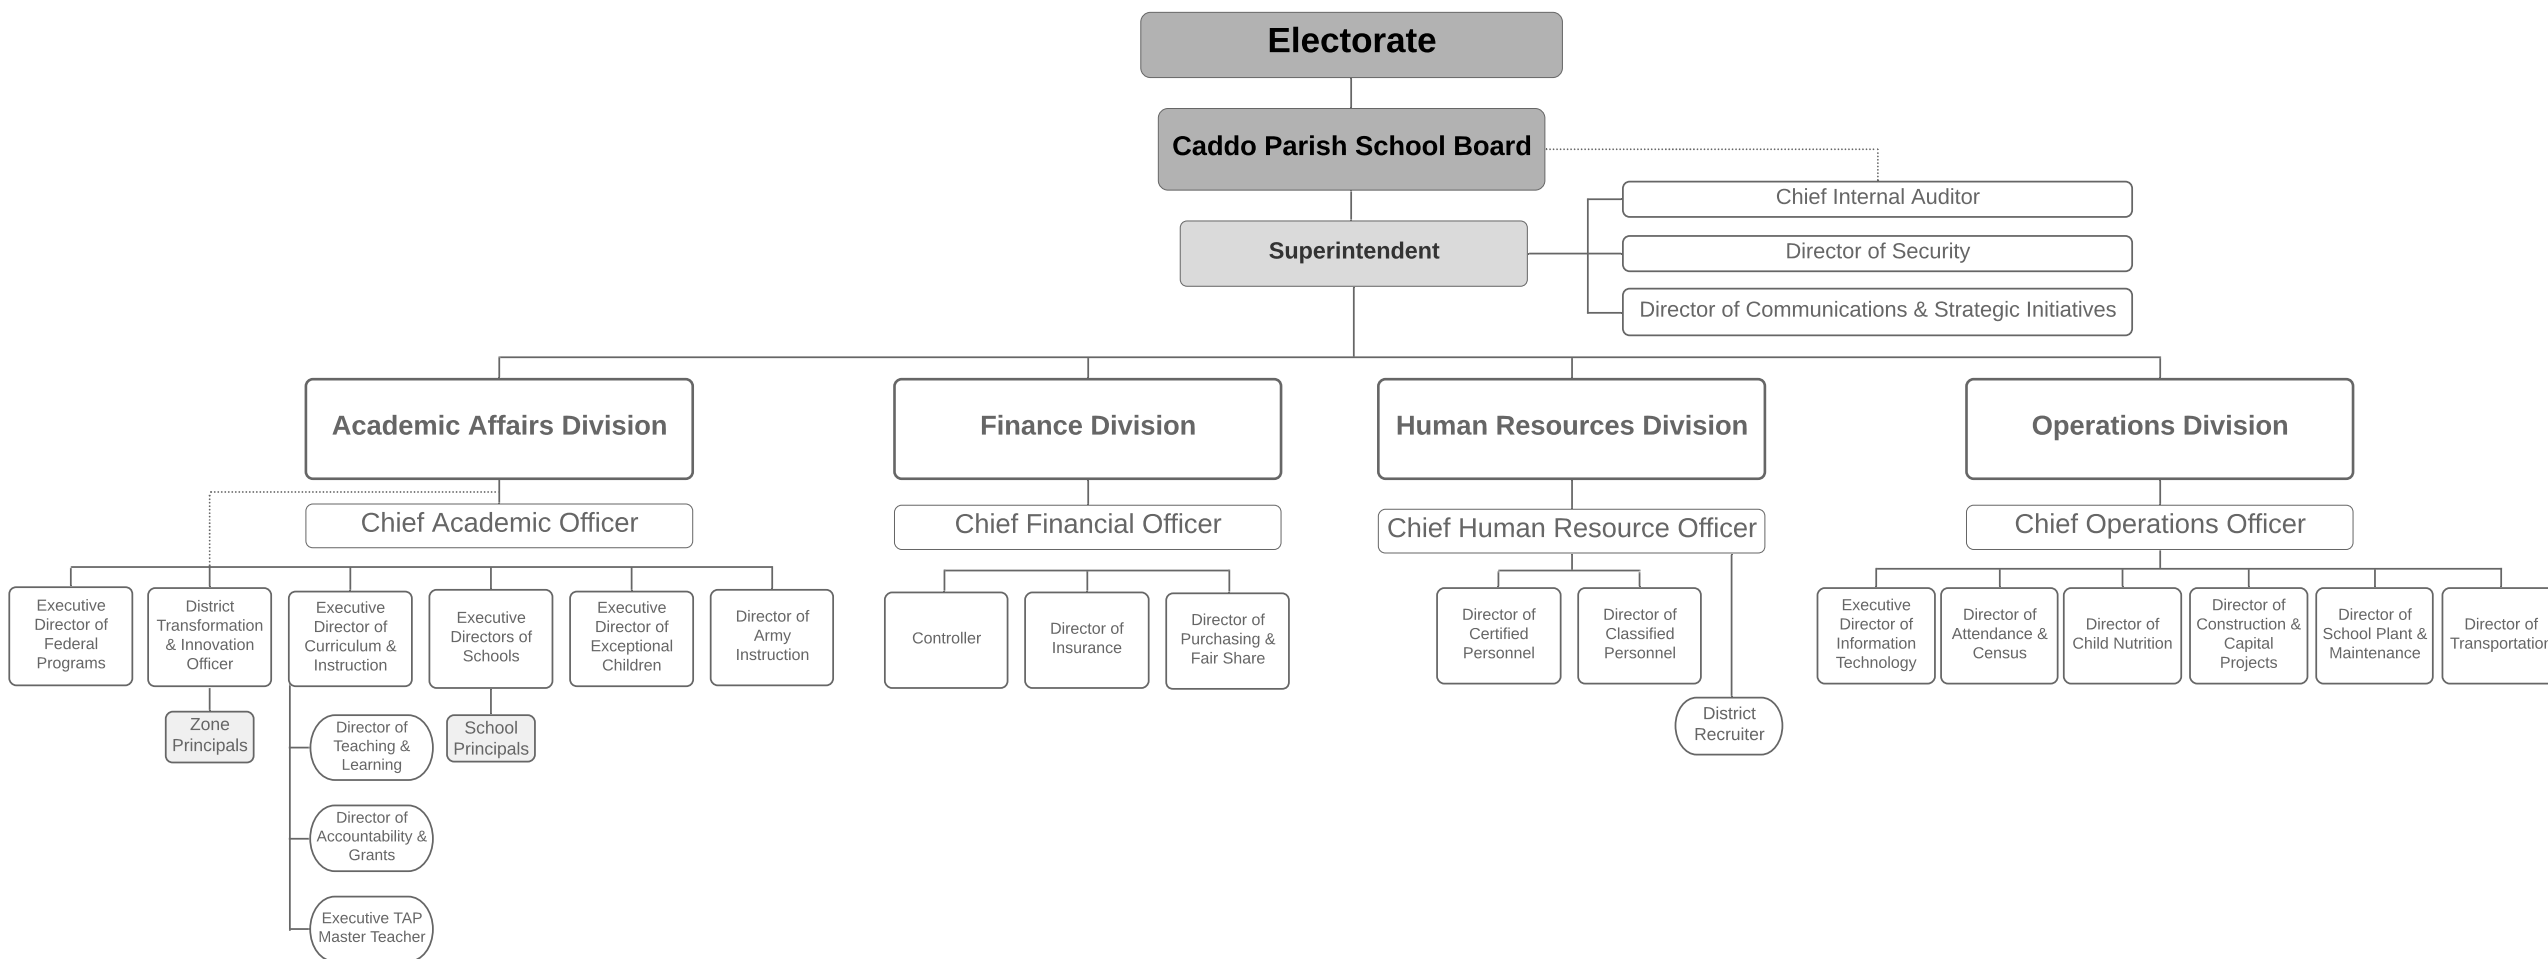 Electorate
Caddo Parish School Board
Chief Internal Auditor
Superintendent
Director of Security
Director of Communications & Strategic Initiatives
Academic Affairs Division
Finance Division
Human Resources Division
Operations Division
Chief Academic Officer
Chief Financial Officer
Chief Human Resource Officer
Chief Operations Officer
Executive
Director of
Federal
Programs
District
Transformation
& Innovation
Officer
Executive
Director of
Curriculum &
Instruction
Executive
Directors of
Schools
Executive
Director of
Exceptional
Children
Director of
Army
Instruction
Controller
Director of
Insurance
Director of
Purchasing &
Fair Share
Director of
Certified
Personnel
Director of
Classified
Personnel
Executive
Director of
Information
Technology
Director of
Attendance &
Census
Director of
Child Nutrition
Director of
Construction &
Capital
Projects
Director of
School Plant &
Maintenance
Director of
Transportation
Zone
Principals
Director of
Teaching &
Learning
School
Principals
District
Recruiter
Director of
Accountability &
Grants
Executive TAP
Master Teacher